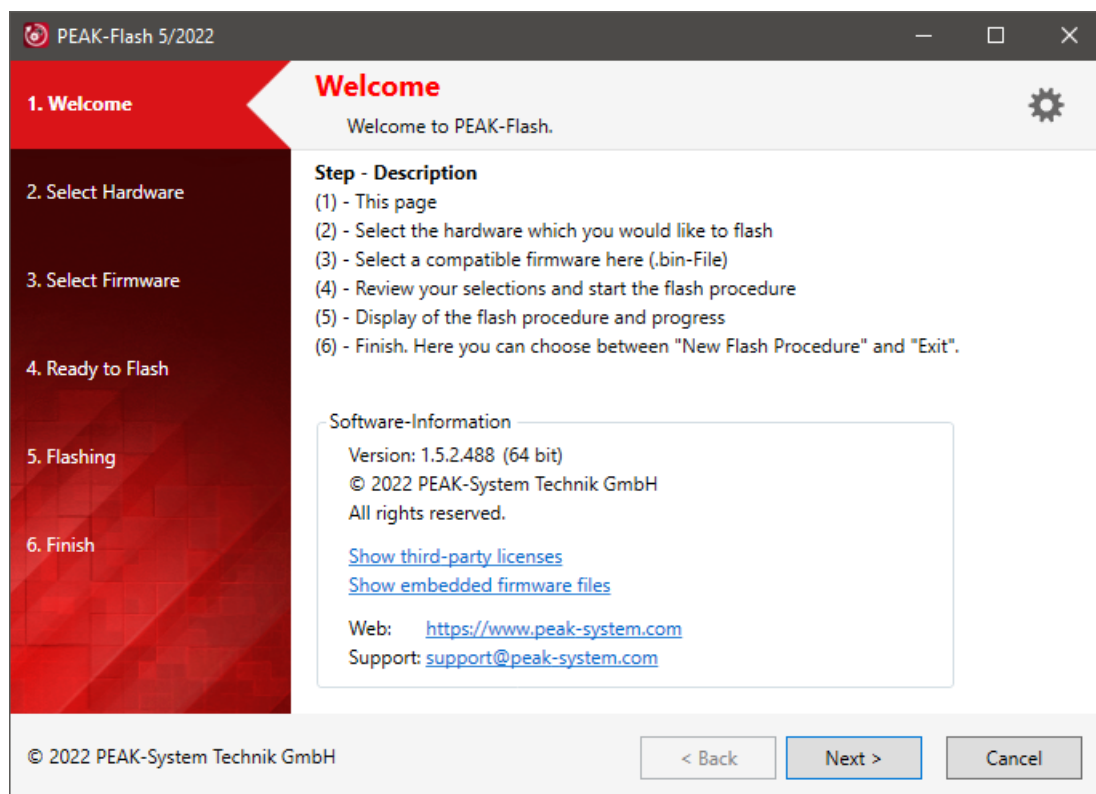 PEAK-Flash 5/2022
1. Welcome
2. Select Hardware
3. Select Firmware
4. Ready to Flash
5. Flashing
6. Finish
Welcome
Welcome to PEAK-Flash.
Step - Description
(1) - This page
(2) - Select the hardware which you would like to flash
(3) - Select a compatible firmware here (.bin-File)
(4) - Review your selections and start the flash procedure
(5) - Display of the flash procedure and progress
(6) - Finish. Here you can choose between "New Flash Procedure" and "Exit".
Software-Information
Version: 1.5.2.488 (64 bit)
© 2022 PEAK-System Technik GmbH
All rights reserved.
Show third-party licenses
Show embedded firmware files
Web: https://www.peak-system.com
Support: support@peak-system.com
© 2022 PEAK-System Technik GmbH
< Back Next > Cancel